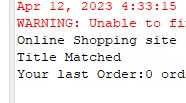 Apr 12, 2023 4:33:15
WARNING: Unable to fi
Online Shopping site
Title Matched
Your last Order:0 ord